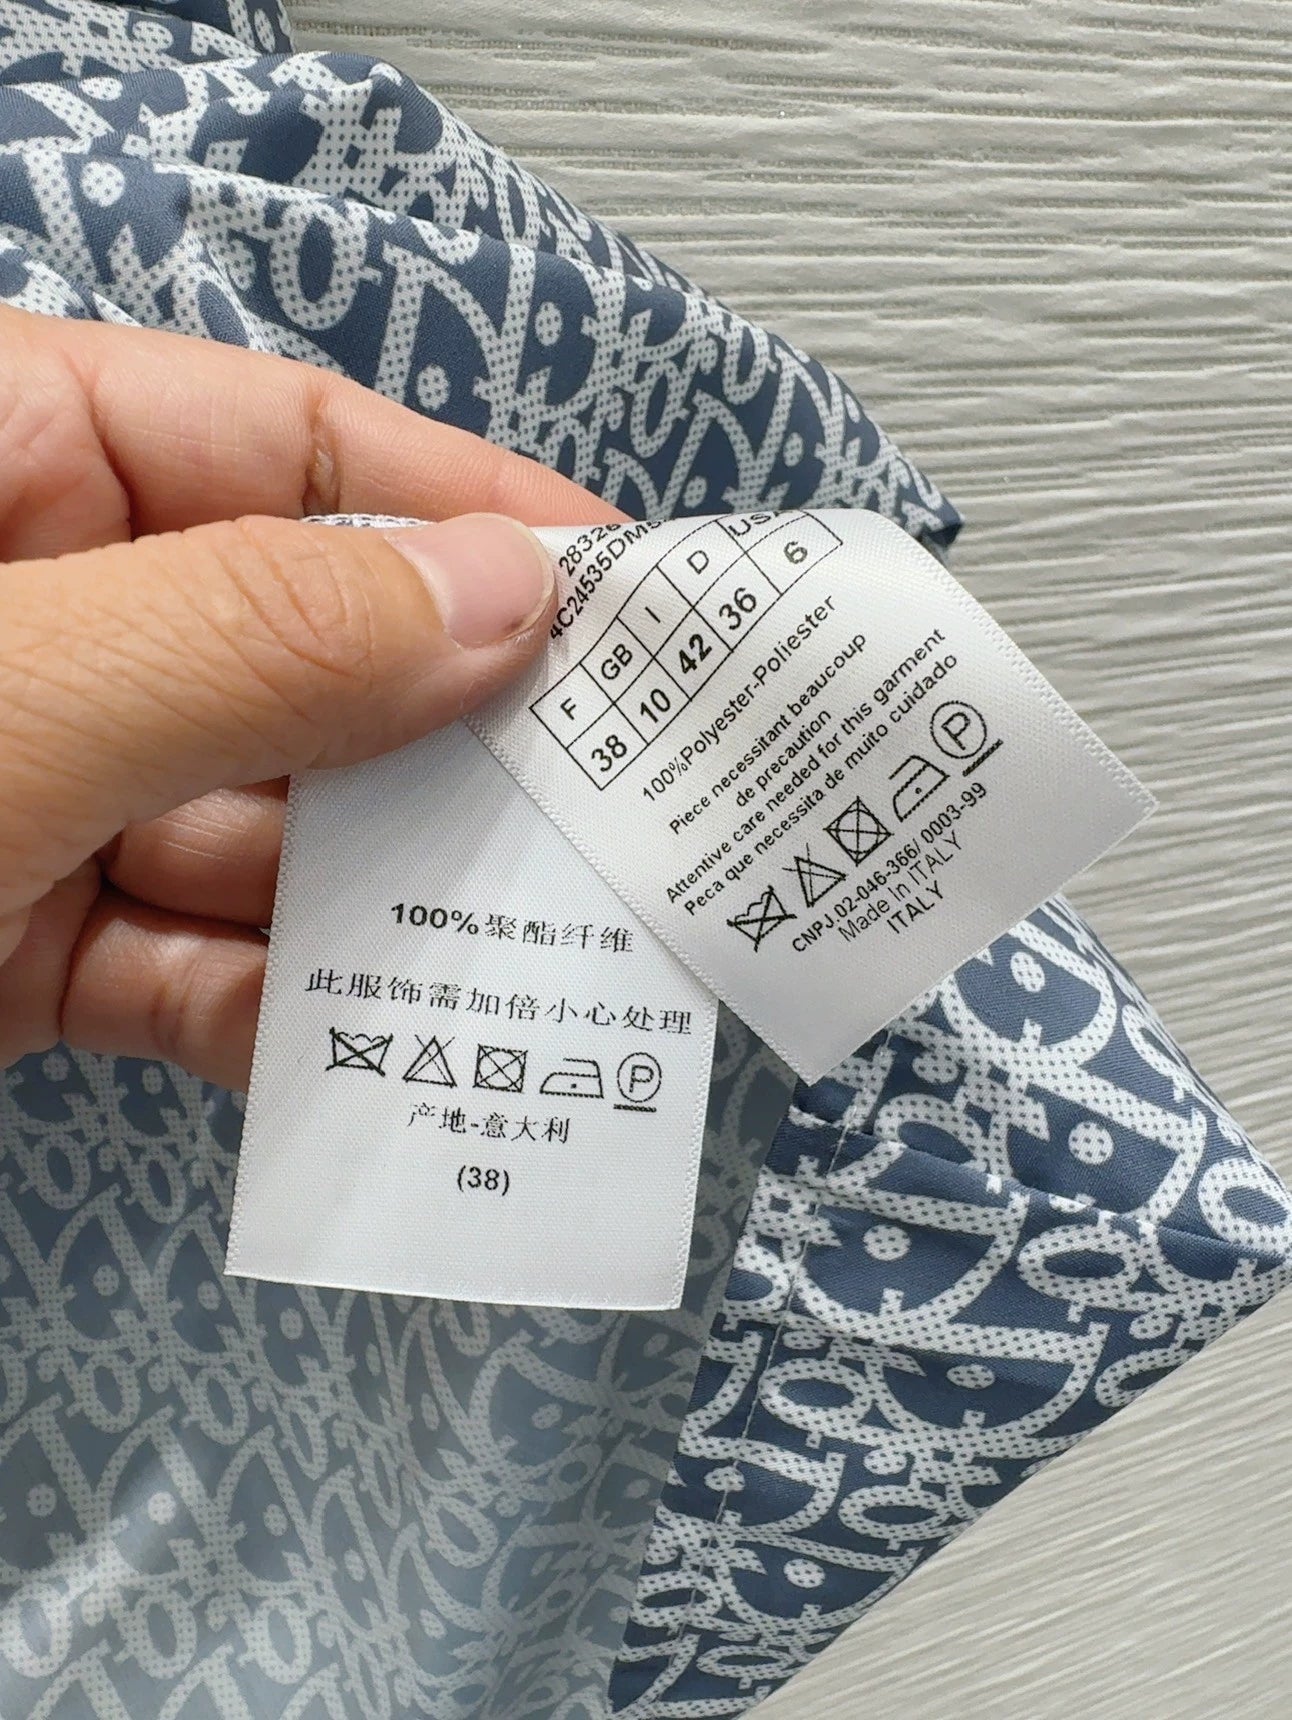 F GB I D
38 10 42 36 6
100%Polyester-Poliester
Piece necessitant beaucoup
de precaution
Attentive care needed for this garment
Peca que necessita de muito cuidado
P
CNPJ.02-046-366/ 0003-99
Made In ITALY
ITALY
100%聚酯纤维
此服饰需加倍小心处理
P
产地-意大利
(38)